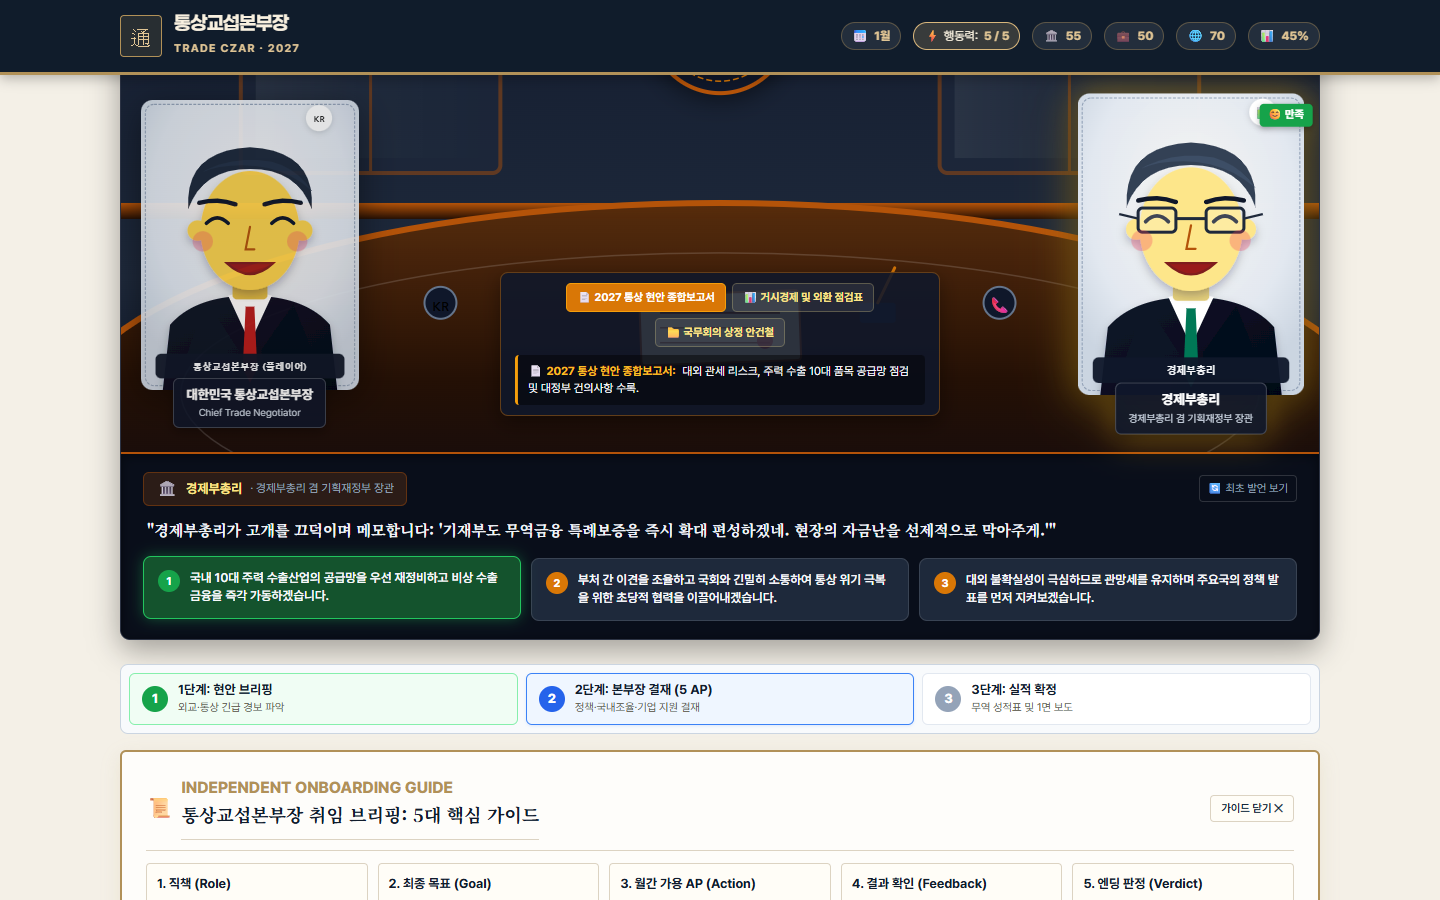 通
통상교섭본부장
TRADE CZAR · 2027
1월
행동력: 5 / 5
55
50
70
45%
KR
만족
통상교섭본부장 (플레이어)
대한민국 통상교섭본부장
Chief Trade Negotiator
KR
2027 통상 현안 종합보고서
거시경제 및 외환 점검표
국무회의 상정 안건철
2027 통상 현안 종합보고서: 대외 관세 리스크, 주력 수출 10대 품목 공급망 점검
및 대정부 건의사항 수록.
경제부총리
경제부총리
경제부총리 겸 기획재정부 장관
경제부총리 · 경제부총리 겸 기획재정부 장관
최초 발언 보기
"경제부총리가 고개를 끄덕이며 메모합니다: '기재부도 무역금융 특례보증을 즉시 확대 편성하겠네. 현장의 자금난을 선제적으로 막아주게.'"
1
국내 10대 주력 수출산업의 공급망을 우선 재정비하고 비상 수출
금융을 즉각 가동하겠습니다.
2
부처 간 이견을 조율하고 국회와 긴밀히 소통하여 통상 위기 극복
을 위한 초당적 협력을 이끌어내겠습니다.
3
대외 불확실성이 극심하므로 관망세를 유지하며 주요국의 정책 발
표를 먼저 지켜보겠습니다.
1
1단계: 현안 브리핑
외교·통상 긴급 경보 파악
2
2단계: 본부장 결재 (5 AP)
정책·국내조율·기업 지원 결재
3
3단계: 실적 확정
무역 성적표 및 1면 보도
INDEPENDENT ONBOARDING GUIDE
통상교섭본부장 취임 브리핑: 5대 핵심 가이드
가이드 닫기 ✕
1. 직책 (Role)
2. 최종 목표 (Goal)
3. 월간 가용 AP (Action)
4. 결과 확인 (Feedback)
5. 엔딩 판정 (Verdict)